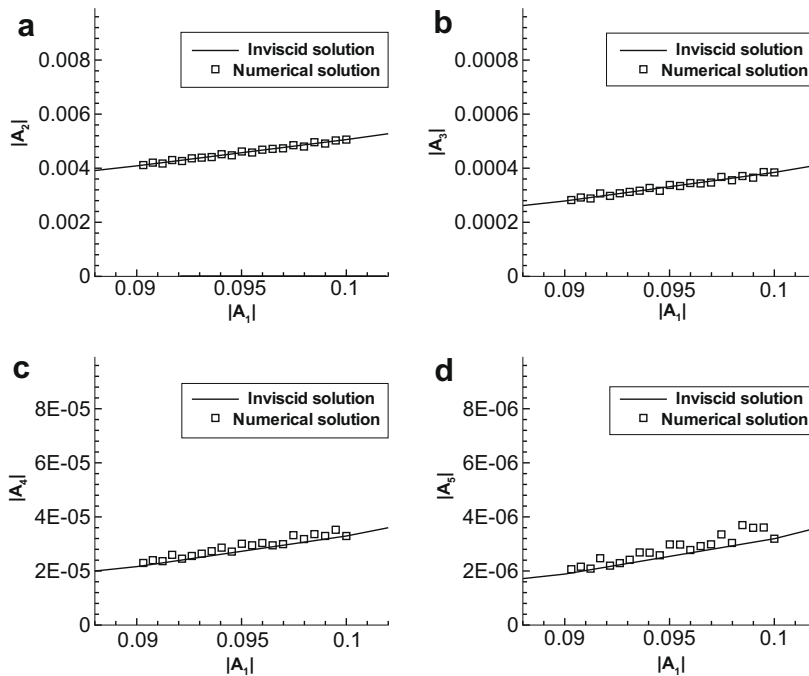 a
Inviscid solution
Numerical solution
0.008
0.006
0.004
0.002
0
|A2|
0.09 0.095 0.1
|A1|
b
Inviscid solution
Numerical solution
0.0008
0.0006
0.0004
0.0002
0
|A3|
0.09 0.095 0.1
|A1|
c
Inviscid solution
Numerical solution
8E-05
6E-05
4E-05
2E-05
0
|A4|
0.09 0.095 0.1
|A1|
d
Inviscid solution
Numerical solution
8E-06
6E-06
4E-06
2E-06
0
|A5|
0.09 0.095 0.1
|A1|